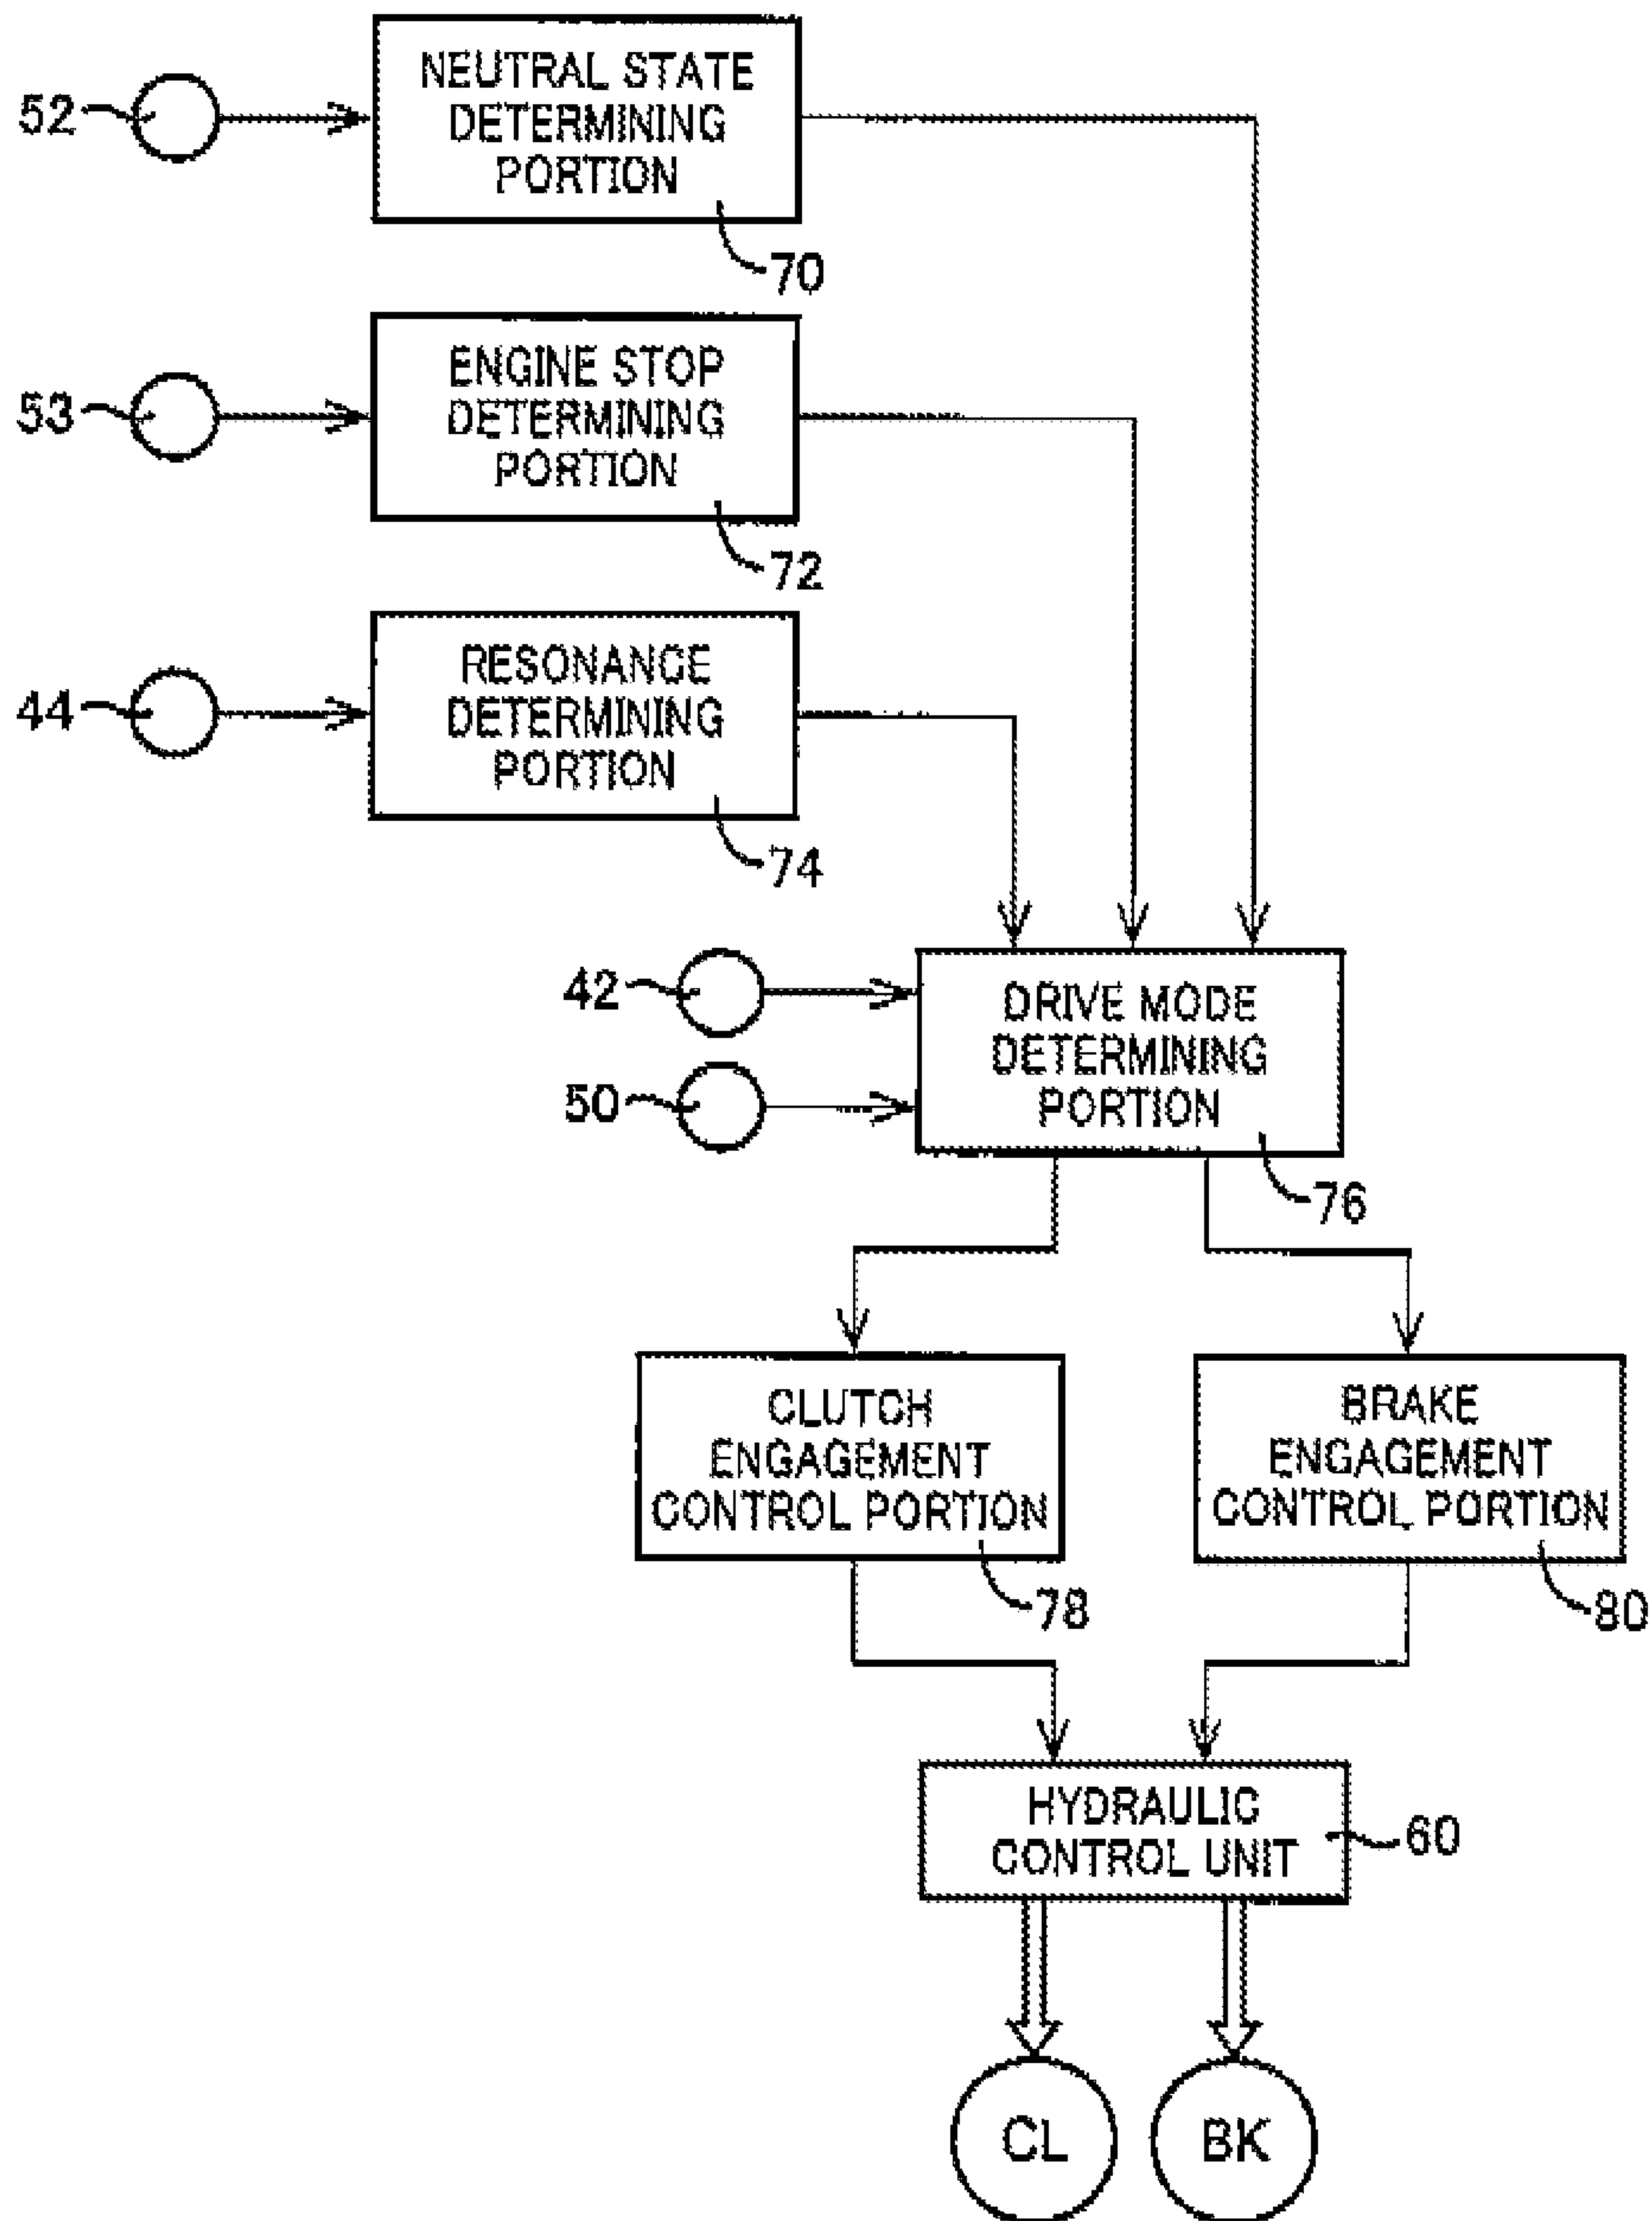 NEUTRAL STATE
DETERMINING
PORTION
52
70
ENGINE STOP
DETERMINING
PORTION
53
72
RESONANCE
DETERMINING
PORTION
44
74
42
50
DRIVE MODE
DETERMINING
PORTION
76
CLUTCH
ENGAGEMENT
CONTROL PORTION
78
BRAKE
ENGAGEMENT
CONTROL PORTION
80
HYDRAULIC
CONTROL UNIT
60
CL
BK